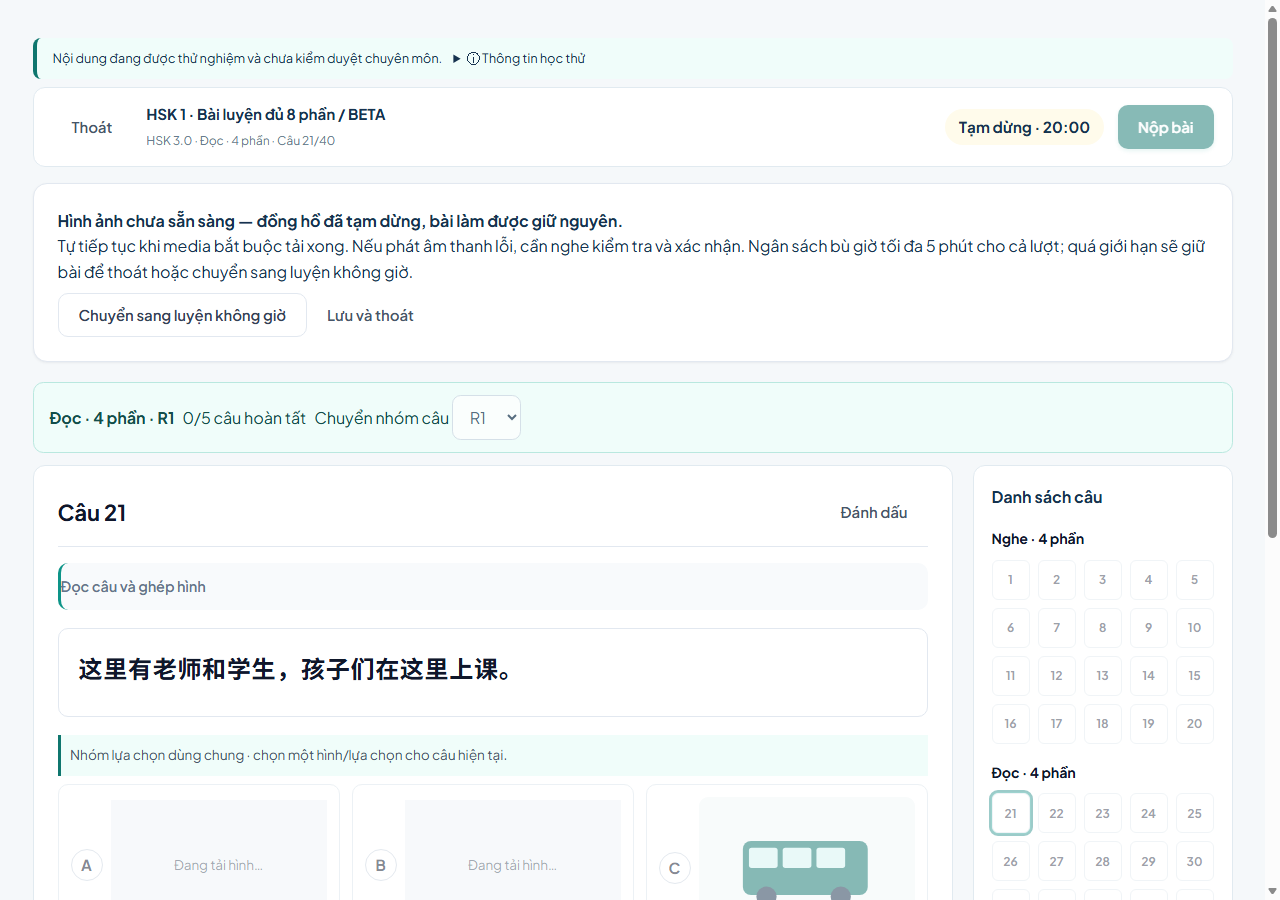 Nội dung đang được thử nghiệm và chưa kiểm duyệt chuyên môn. ▶ ⓘ Thông tin học thử
Thoát
HSK 1 · Bài luyện đủ 8 phần / BETA
HSK 3.0 · Đọc · 4 phần · Câu 21/40
Tạm dừng · 20:00
Nộp bài
Hình ảnh chưa sẵn sàng — đồng hồ đã tạm dừng, bài làm được giữ nguyên.
Tự tiếp tục khi media bắt buộc tải xong. Nếu phát âm thanh lỗi, cần nghe kiểm tra và xác nhận. Ngân sách bù giờ tối đa 5 phút cho cả lượt; quá giới hạn sẽ giữ
bài để thoát hoặc chuyển sang luyện không giờ.
Chuyển sang luyện không giờ
Lưu và thoát
Đọc · 4 phần · R1 0/5 câu hoàn tất Chuyển nhóm câu R1
Câu 21
Đánh dấu
Đọc câu và ghép hình
这里有老师和学生，孩子们在这里上课。
Nhóm lựa chọn dùng chung · chọn một hình/lựa chọn cho câu hiện tại.
A
Đang tải hình...
B
Đang tải hình...
C
Danh sách câu
Nghe · 4 phần
1 2 3 4 5
6 7 8 9 10
11 12 13 14 15
16 17 18 19 20
Đọc · 4 phần
21 22 23 24 25
26 27 28 29 30